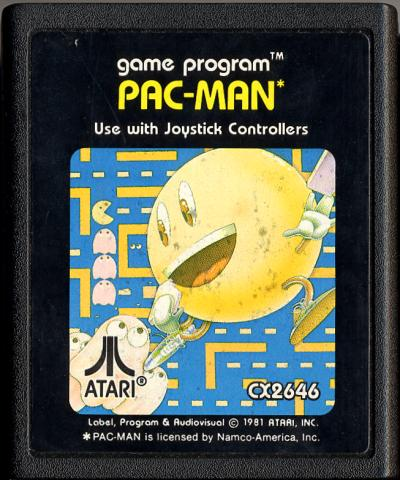 game program™
PAC-MAN*
Use with Joystick Controllers
ATARI®
CX2646
Label, Program & Audiovisual © 1981 ATARI, INC.
*PAC-MAN is licensed by Namco-America, Inc.